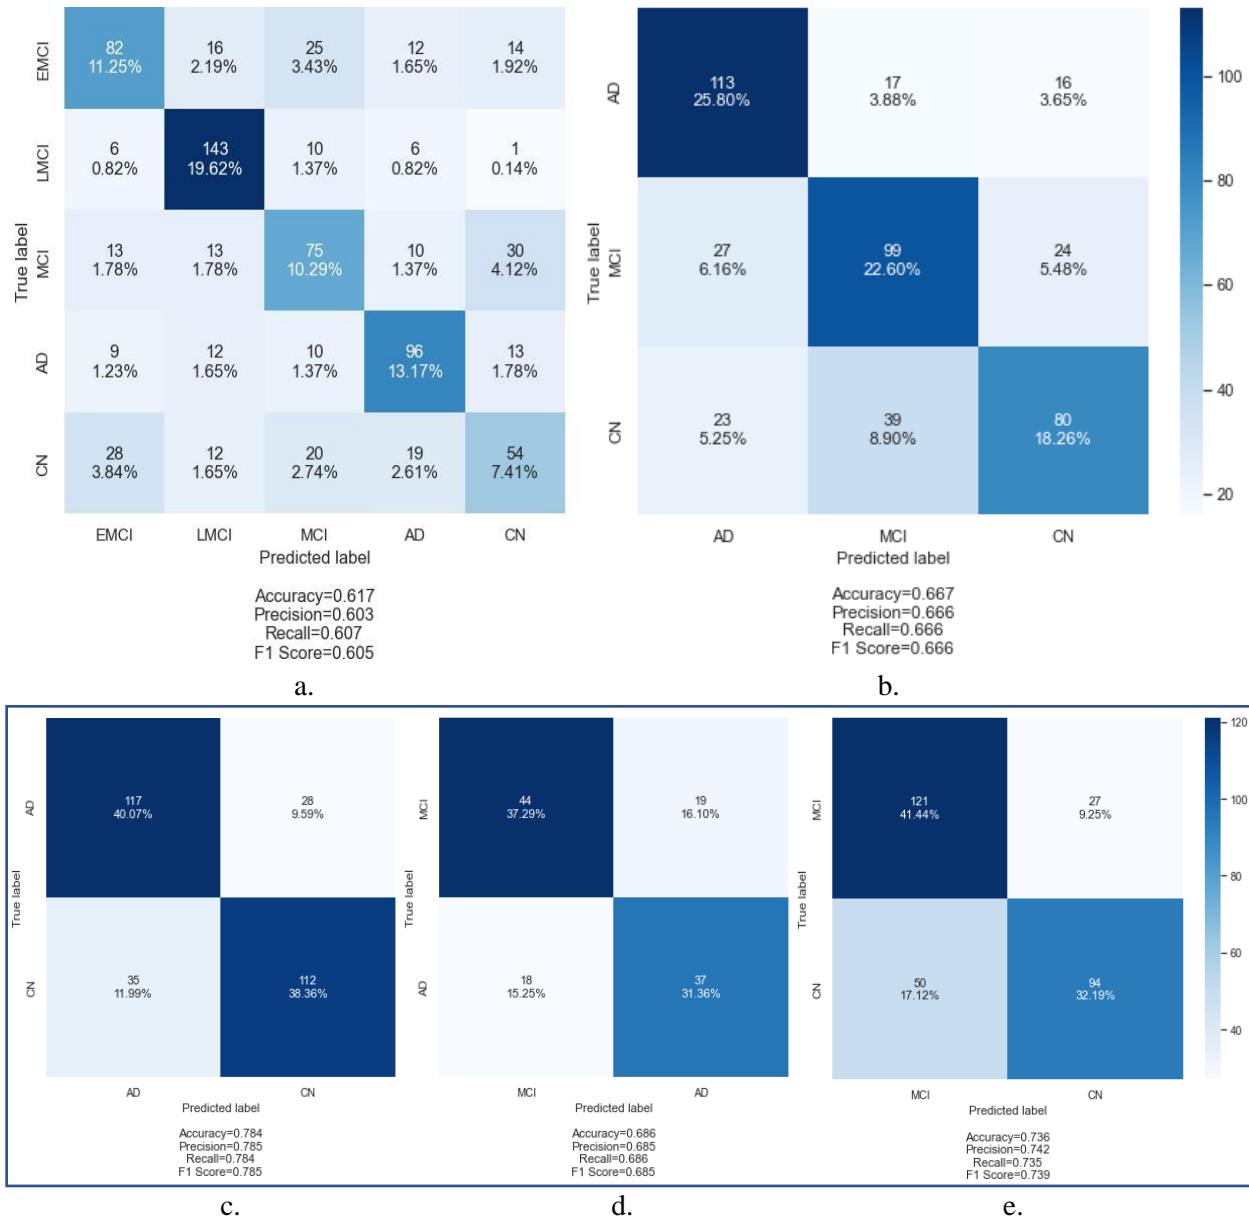 EMCI
82 16 25 12 14
11.25% 2.19% 3.43% 1.65% 1.92%
LMCI
6 143 10 6 1
0.82% 19.62% 1.37% 0.82% 0.14%
True label
MCI
13 13 75 10 30
1.78% 1.78% 10.29% 1.37% 4.12%
AD
9 12 10 96 13
1.23% 1.65% 1.37% 13.17% 1.78%
CN
28 12 20 19 54
3.84% 1.65% 2.74% 2.61% 7.41%
EMCI LMCI MCI AD CN
Predicted label
Accuracy=0.617
Precision=0.603
Recall=0.607
F1 Score=0.605
a.
AD
113 17 16
25.80% 3.88% 3.65%
True label
MCI
27 99 24
6.16% 22.60% 5.48%
CN
23 39 80
5.25% 8.90% 18.26%
AD MCI CN
Predicted label
100
80
60
40
20
Accuracy=0.667
Precision=0.666
Recall=0.666
F1 Score=0.666
b.
AD
117 28
40.07% 9.59%
True label
CN
35 112
11.99% 38.36%
AD CN
Predicted label
Accuracy=0.784
Precision=0.785
Recall=0.784
F1 Score=0.785
c.
MCI
44 19
37.29% 16.10%
True label
AD
18 37
15.25% 31.36%
MCI AD
Predicted label
Accuracy=0.686
Precision=0.685
Recall=0.686
F1 Score=0.685
d.
MCI
121 27
41.44% 9.25%
True label
CN
50 94
17.12% 32.19%
MCI CN
Predicted label
120
100
80
60
40
Accuracy=0.736
Precision=0.742
Recall=0.735
F1 Score=0.739
e.